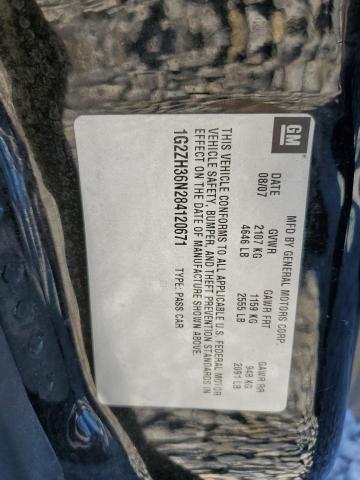 GM
MFD BY GENERAL MOTORS CORP
DATE GVWR GAWR FRT GAWR RR
08/07 2107 KG 1159 KG 948 KG
4646 LB 2555 LB 2091 LB
THIS VEHICLE CONFORMS TO ALL APPLICABLE U.S. FEDERAL MOTOR
VEHICLE SAFETY, BUMPER, AND THEFT PREVENTION STANDARDS IN
EFFECT ON THE DATE OF MANUFACTURE SHOWN ABOVE.
1G2ZH36N284120671 TYPE: PASS CAR